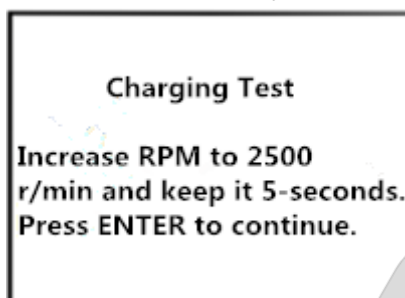 Charging Test
Increase RPM to 2500
r/min and keep it 5-seconds.
Press ENTER to continue.